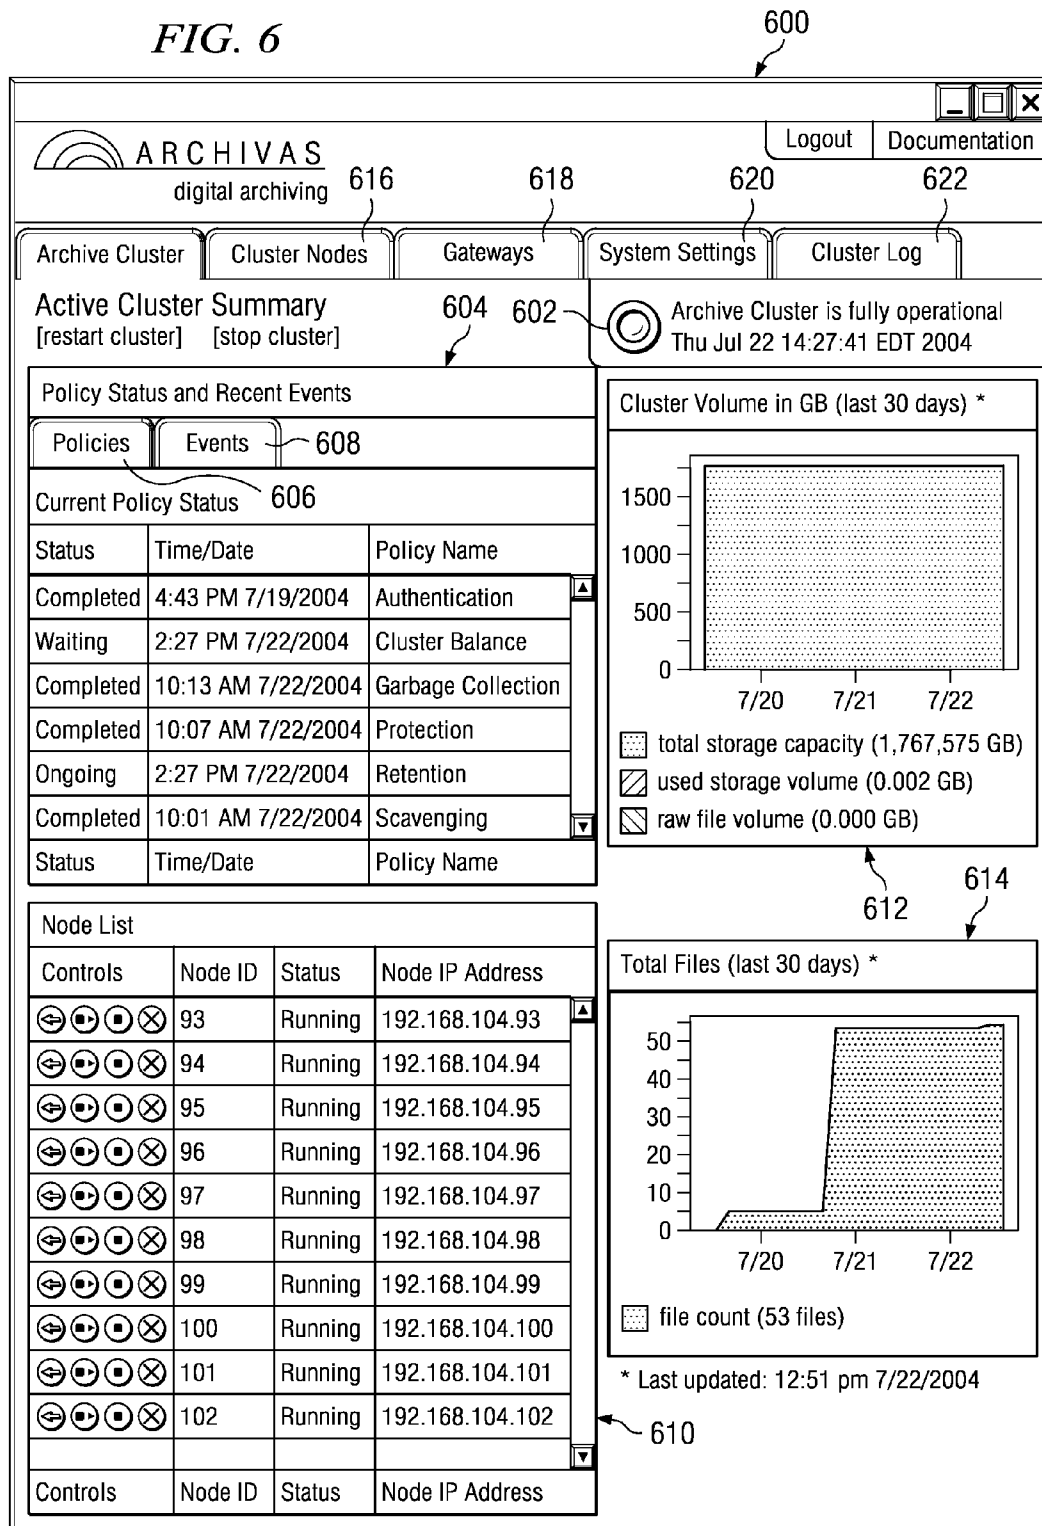 FIG. 6
600
Logout Documentation
ARCHIVAS
digital archiving
616 618 620 622
Archive Cluster Cluster Nodes Gateways System Settings Cluster Log
Active Cluster Summary
[restart cluster] [stop cluster]
604 602
Archive Cluster is fully operational
Thu Jul 22 14:27:41 EDT 2004
Policy Status and Recent Events
Policies Events 608
606
Current Policy Status
Status Time/Date Policy Name
Completed 4:43 PM 7/19/2004 Authentication
Waiting 2:27 PM 7/22/2004 Cluster Balance
Completed 10:13 AM 7/22/2004 Garbage Collection
Completed 10:07 AM 7/22/2004 Protection
Ongoing 2:27 PM 7/22/2004 Retention
Completed 10:01 AM 7/22/2004 Scavenging
Status Time/Date Policy Name
Cluster Volume in GB (last 30 days) *
1500
1000
500
0
7/20 7/21 7/22
total storage capacity (1,767,575 GB)
used storage volume (0.002 GB)
raw file volume (0.000 GB)
612
614
Node List
Controls Node ID Status Node IP Address
93 Running 192.168.104.93
94 Running 192.168.104.94
95 Running 192.168.104.95
96 Running 192.168.104.96
97 Running 192.168.104.97
98 Running 192.168.104.98
99 Running 192.168.104.99
100 Running 192.168.104.100
101 Running 192.168.104.101
102 Running 192.168.104.102
Controls Node ID Status Node IP Address
610
Total Files (last 30 days) *
50
40
30
20
10
0
7/20 7/21 7/22
file count (53 files)
* Last updated: 12:51 pm 7/22/2004